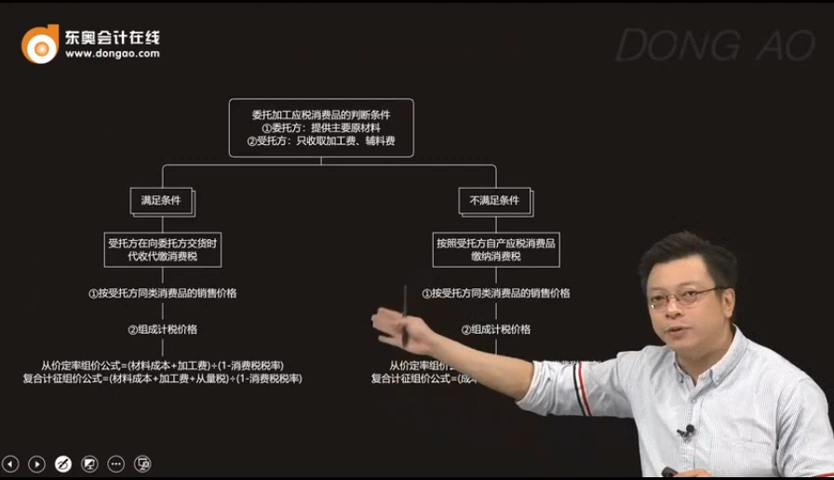 东奥会计在线
www.dongao.com
DONG AO
委托加工应税消费品的判断条件
①委托方：提供主要原材料
②受托方：只收取加工费、辅料费
满足条件
不满足条件
受托方在向委托方交货时
代收代缴消费税
按照受托方自产应税消费品
缴纳消费税
①按受托方同类消费品的销售价格
①按受托方同类消费品的销售价格
②组成计税价格
②组成计税价格
从价定率组价公式=(材料成本+加工费)÷(1-消费税税率)
复合计征组价公式=(材料成本+加工费+从量税)÷(1-消费税税率)
从价定率组价公
复合计征组价公式=(成